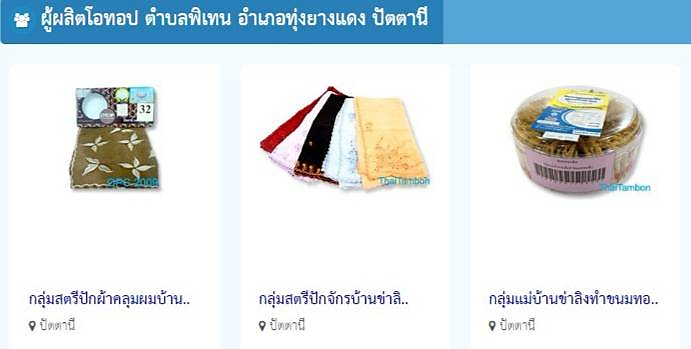 ผู้ผลิตโอทอป ตำบลพิเทน อำเภอทุ่งยางแดง ปัตตานี
32
OTPC 2006
ThaiTambon
ThaiTambon
กลุ่มสตรีปักผ้าคลุมผมบ้าน..
กลุ่มสตรีปักจักรบ้านข่าลิ..
กลุ่มแม่บ้านข่าลิงทำขนมทอ..
ปัตตานี
ปัตตานี
ปัตตานี